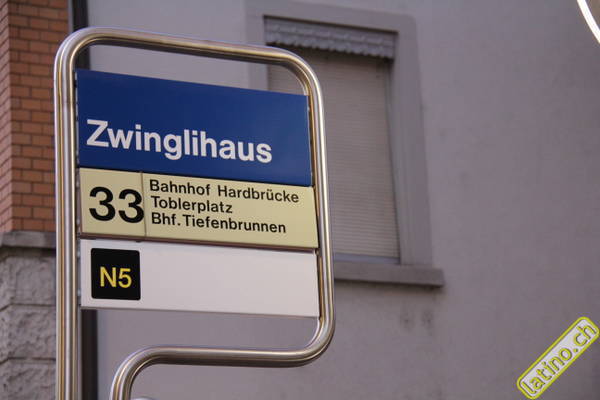 Zwinglihaus
33
Bahnhof Hardbrücke
Toblerplatz
Bhf. Tiefenbrunnen
N5
latino.ch